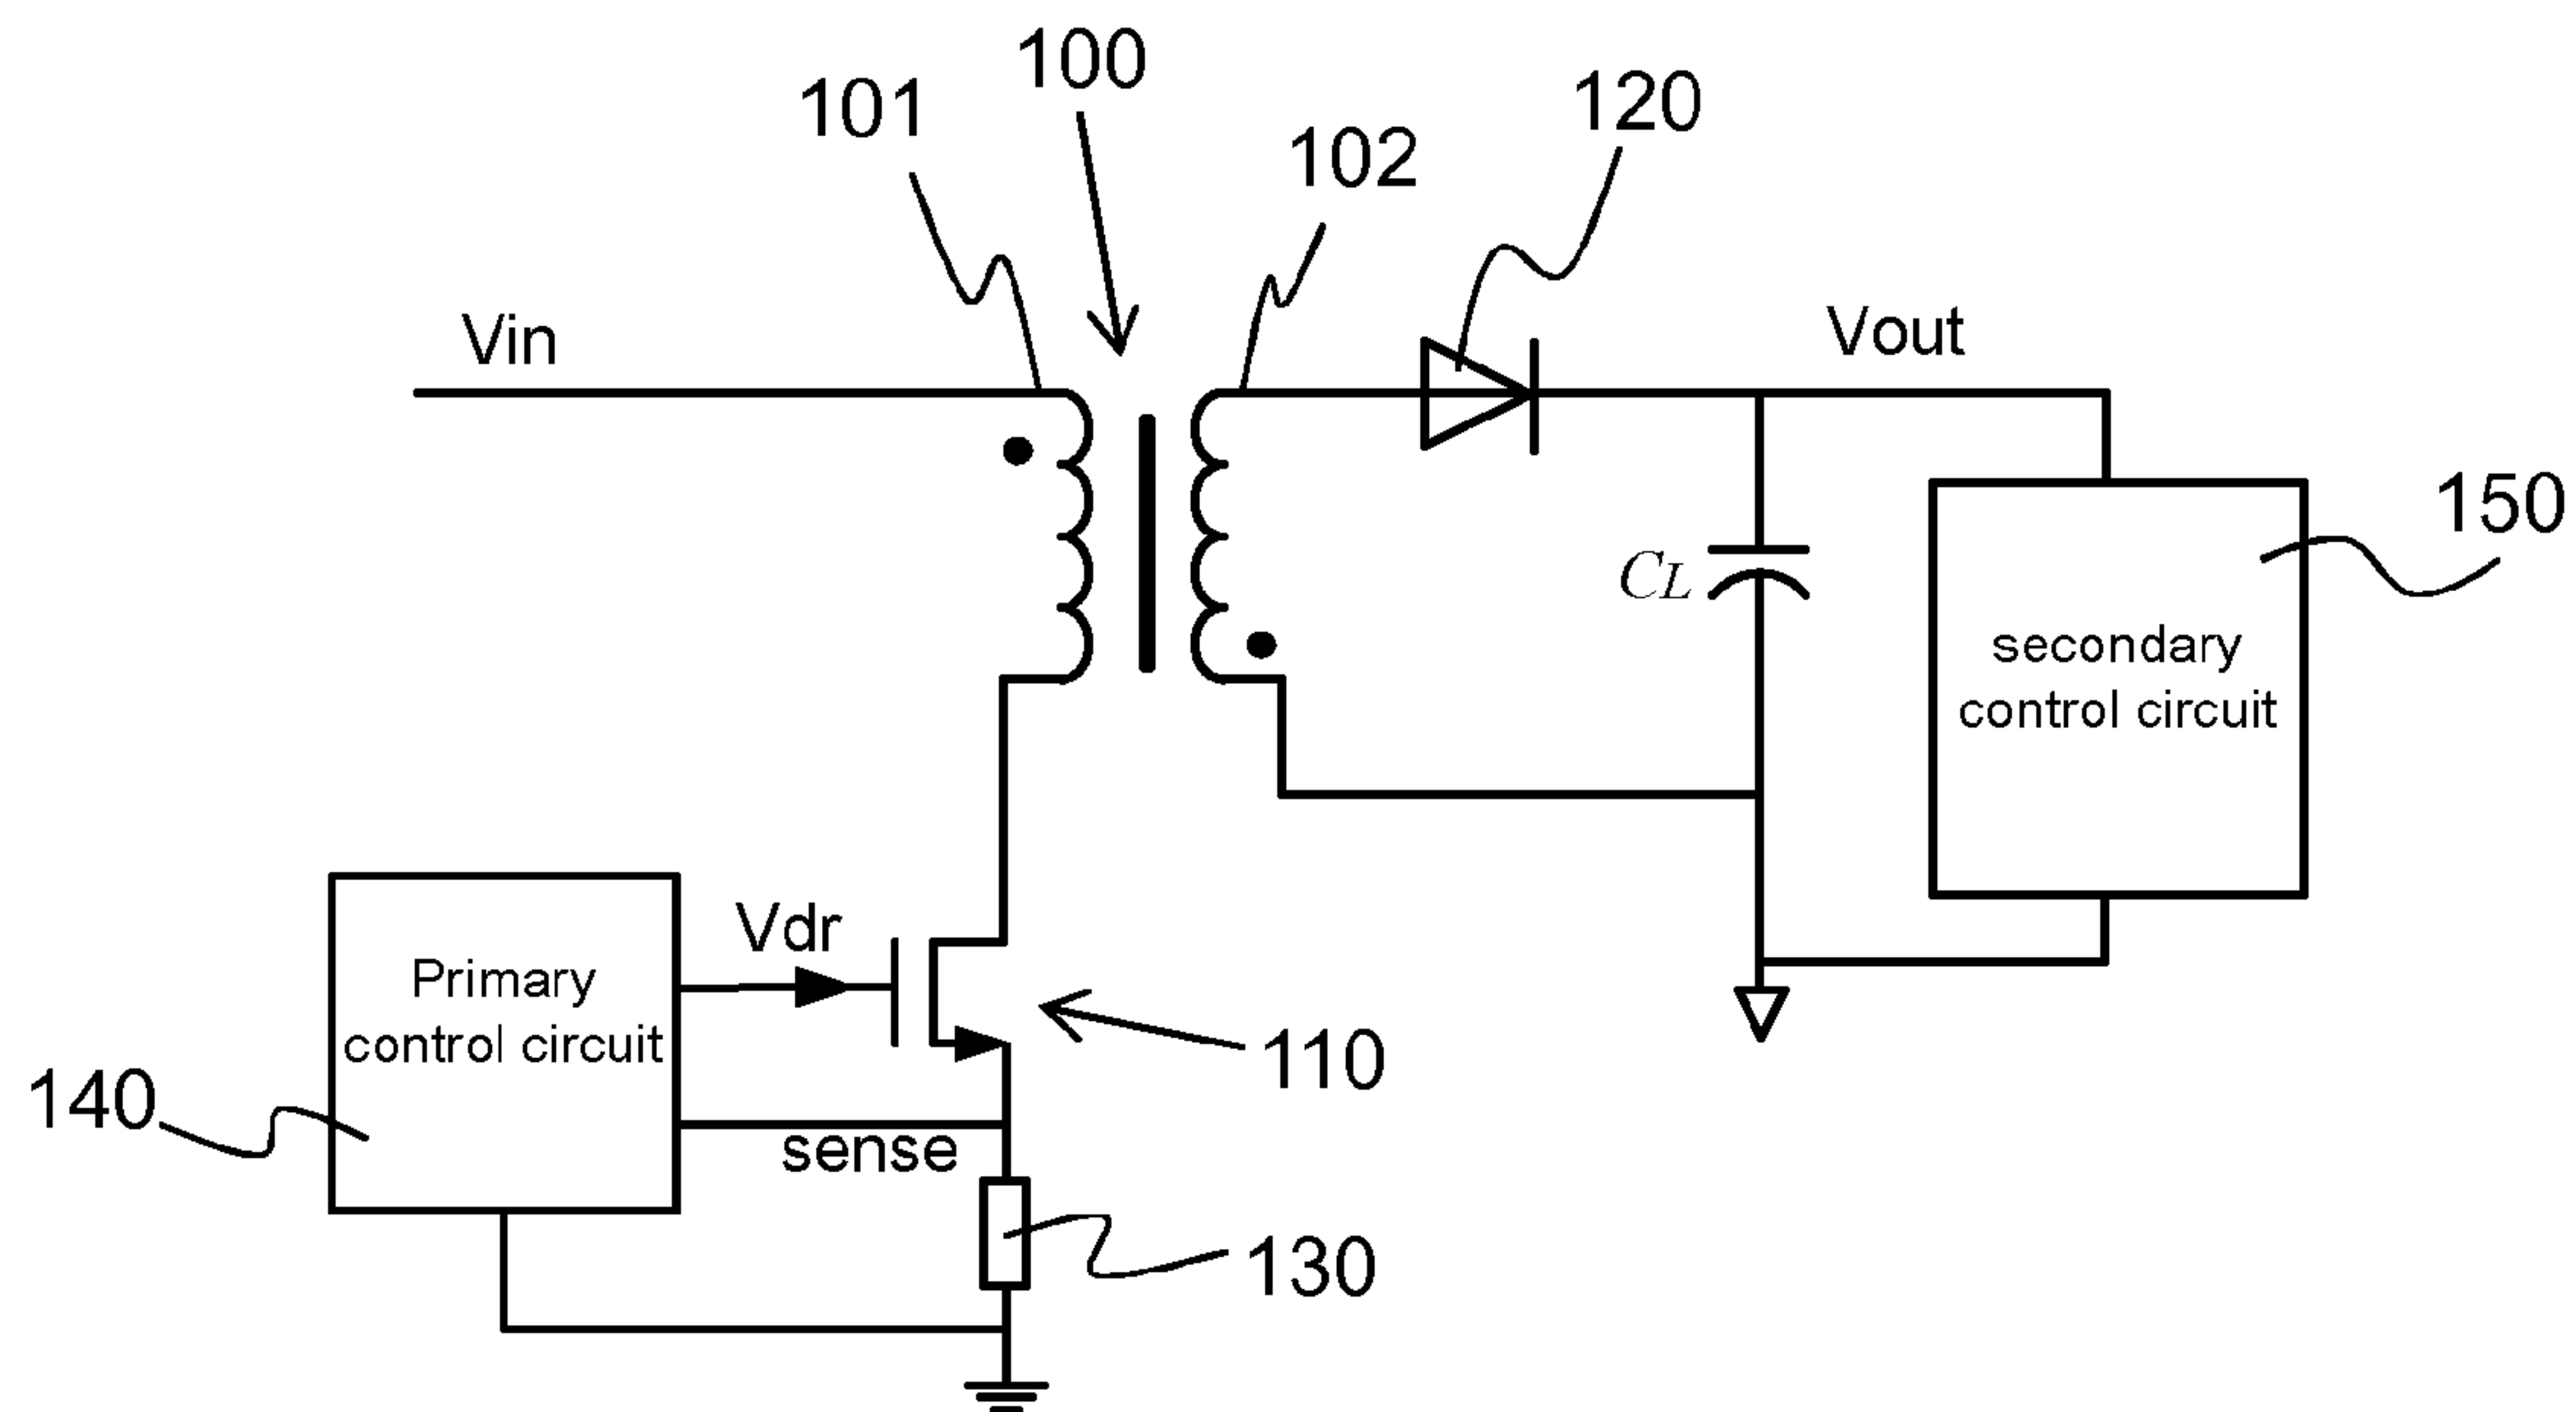 100
101
120
102
Vin
Vout
150
CL
secondary
control circuit
Vdr
Primary
control circuit
110
140
sense
130